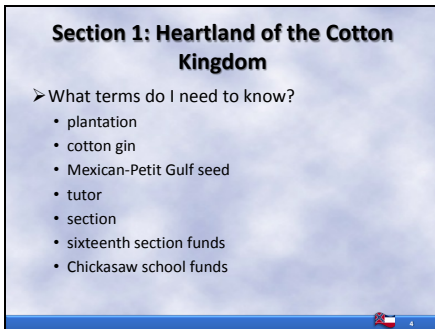 Section 1: Heartland of the Cotton
Kingdom
➢What terms do I need to know?
• plantation
• cotton gin
• Mexican-Petit Gulf seed
• tutor
• section
• sixteenth section funds
• Chickasaw school funds
4